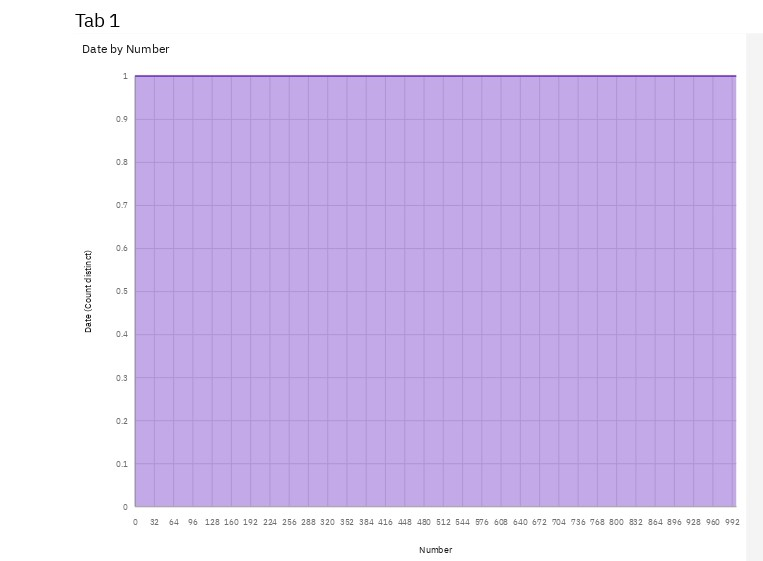 Tab 1
Date by Number
1
0.9
0.8
0.7
0.6
0.5
0.4
0.3
0.2
0.1
0
Date (Count distinct)
0 32 64 96 128 160 192 224 256 288 320 352 384 416 448 480 512 544 576 608 640 672 704 736 768 800 832 864 896 928 960 992
Number